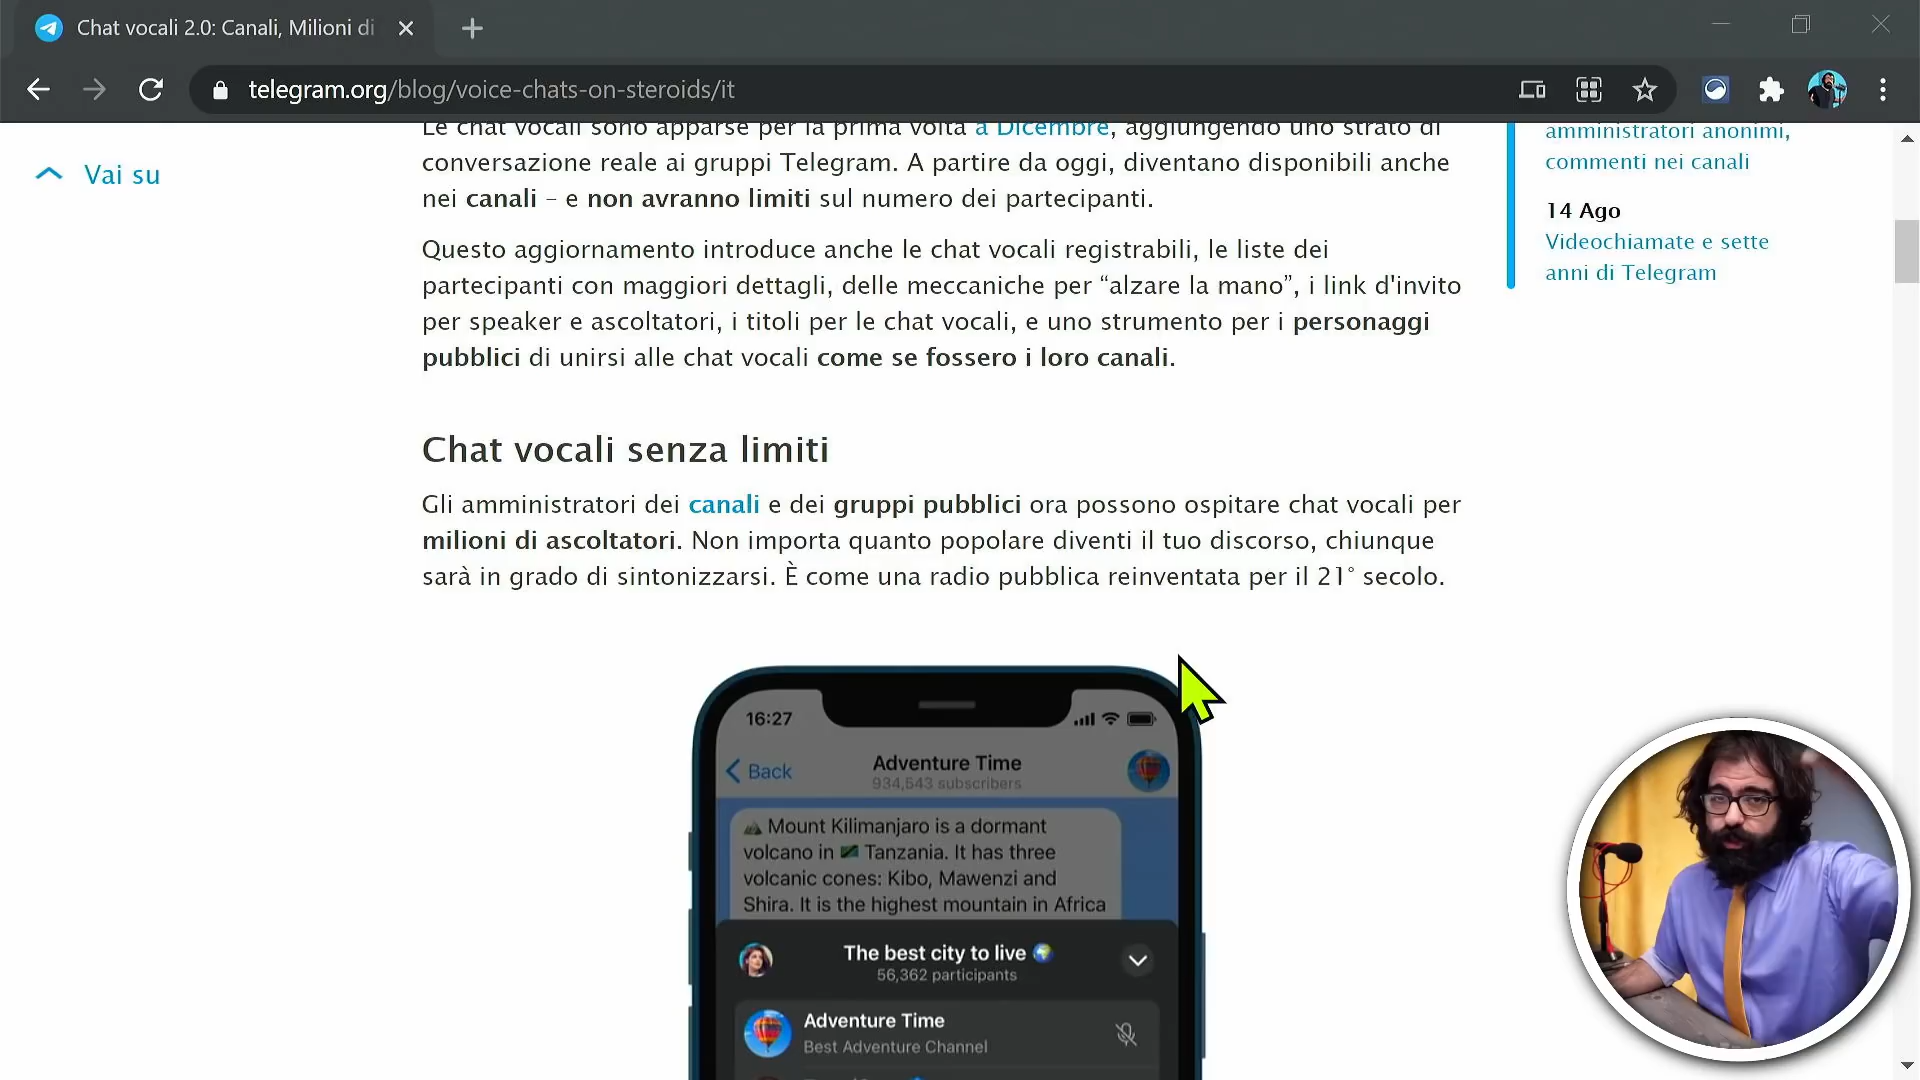 Chat vocali 2.0: Canali, Milioni di
telegram.org/blog/voice-chats-on-steroids/it
Vai su
Le chat vocali sono apparse per la prima volta a Dicembre, aggiungendo uno strato di
conversazione reale ai gruppi Telegram. A partire da oggi, diventano disponibili anche
nei canali – e non avranno limiti sul numero dei partecipanti.
Questo aggiornamento introduce anche le chat vocali registrabili, le liste dei
partecipanti con maggiori dettagli, delle meccaniche per “alzare la mano”, i link d'invito
per speaker e ascoltatori, i titoli per le chat vocali, e uno strumento per i personaggi
pubblici di unirsi alle chat vocali come se fossero i loro canali.
Chat vocali senza limiti
Gli amministratori dei canali e dei gruppi pubblici ora possono ospitare chat vocali per
milioni di ascoltatori. Non importa quanto popolare diventi il tuo discorso, chiunque
sarà in grado di sintonizzarsi. È come una radio pubblica reinventata per il 21° secolo.
16:27
Back
Adventure Time
934,543 subscribers
Mount Kilimanjaro is a dormant
volcano in 🇹🇿 Tanzania. It has three
volcanic cones: Kibo, Mawenzi and
Shira. It is the highest mountain in Africa
The best city to live 🌍
56,362 participants
Adventure Time
Best Adventure Channel
amministratori anonimi,
commenti nei canali
14 Ago
Videochiamate e sette
anni di Telegram